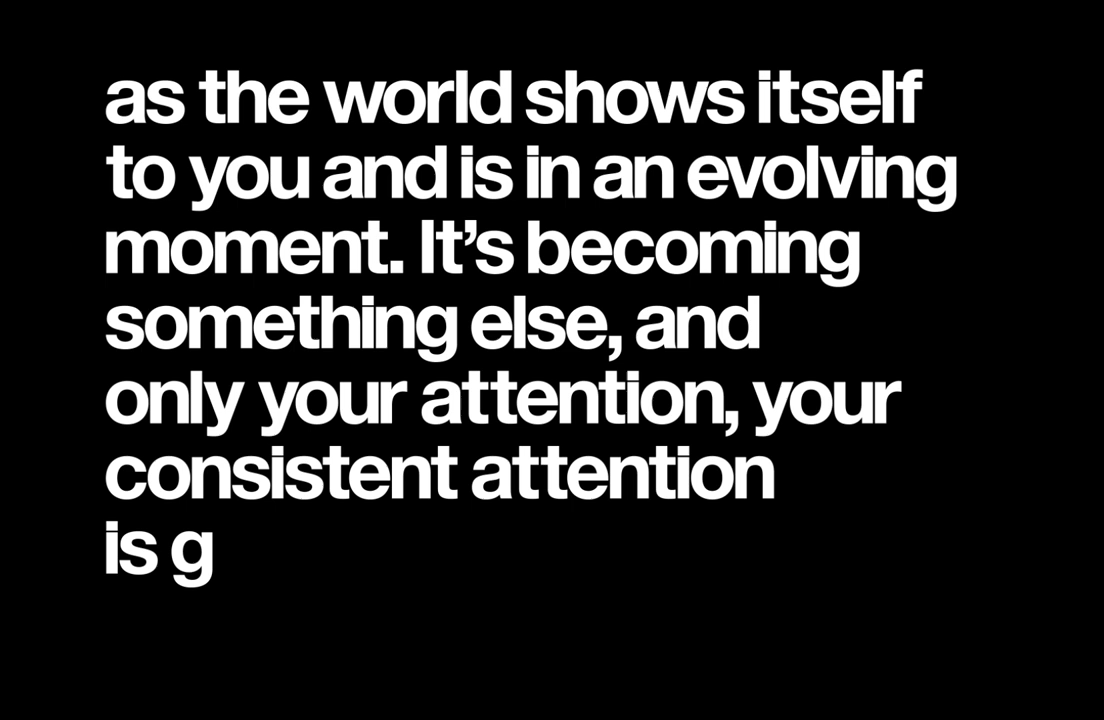 as the world shows itself
to you and is in an evolving
moment. It’s becoming
something else, and
only your attention, your
consistent attention
is g